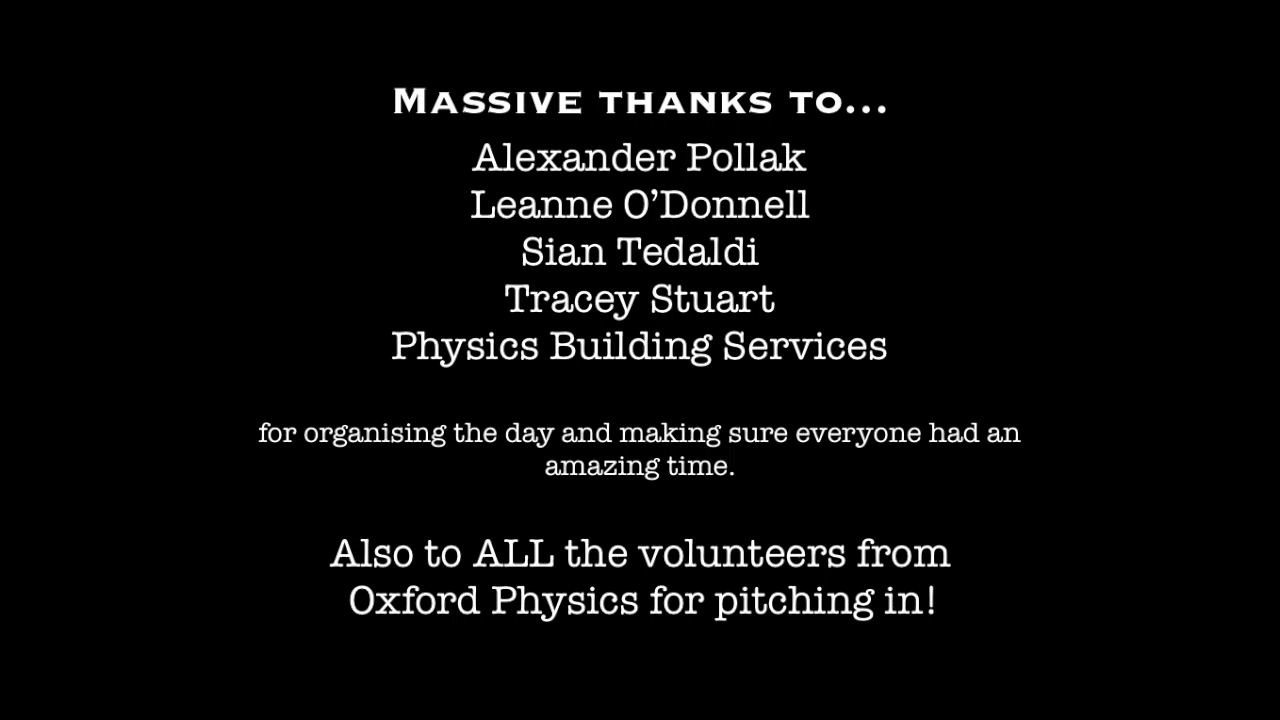 Massive thanks to...
Alexander Pollak
Leanne O’Donnell
Sian Tedaldi
Tracey Stuart
Physics Building Services
for organising the day and making sure everyone had an
amazing time.
Also to ALL the volunteers from
Oxford Physics for pitching in!